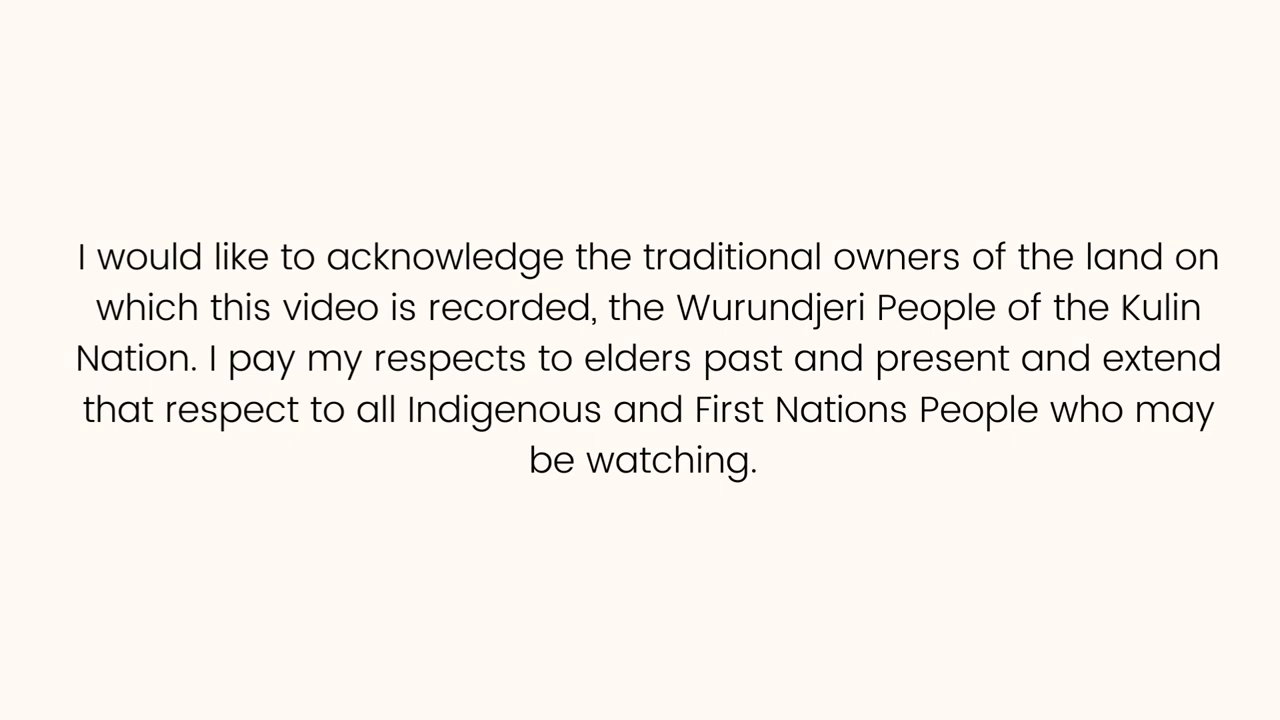 I would like to acknowledge the traditional owners of the land on
which this video is recorded, the Wurundjeri People of the Kulin
Nation. I pay my respects to elders past and present and extend
that respect to all Indigenous and First Nations People who may
be watching.